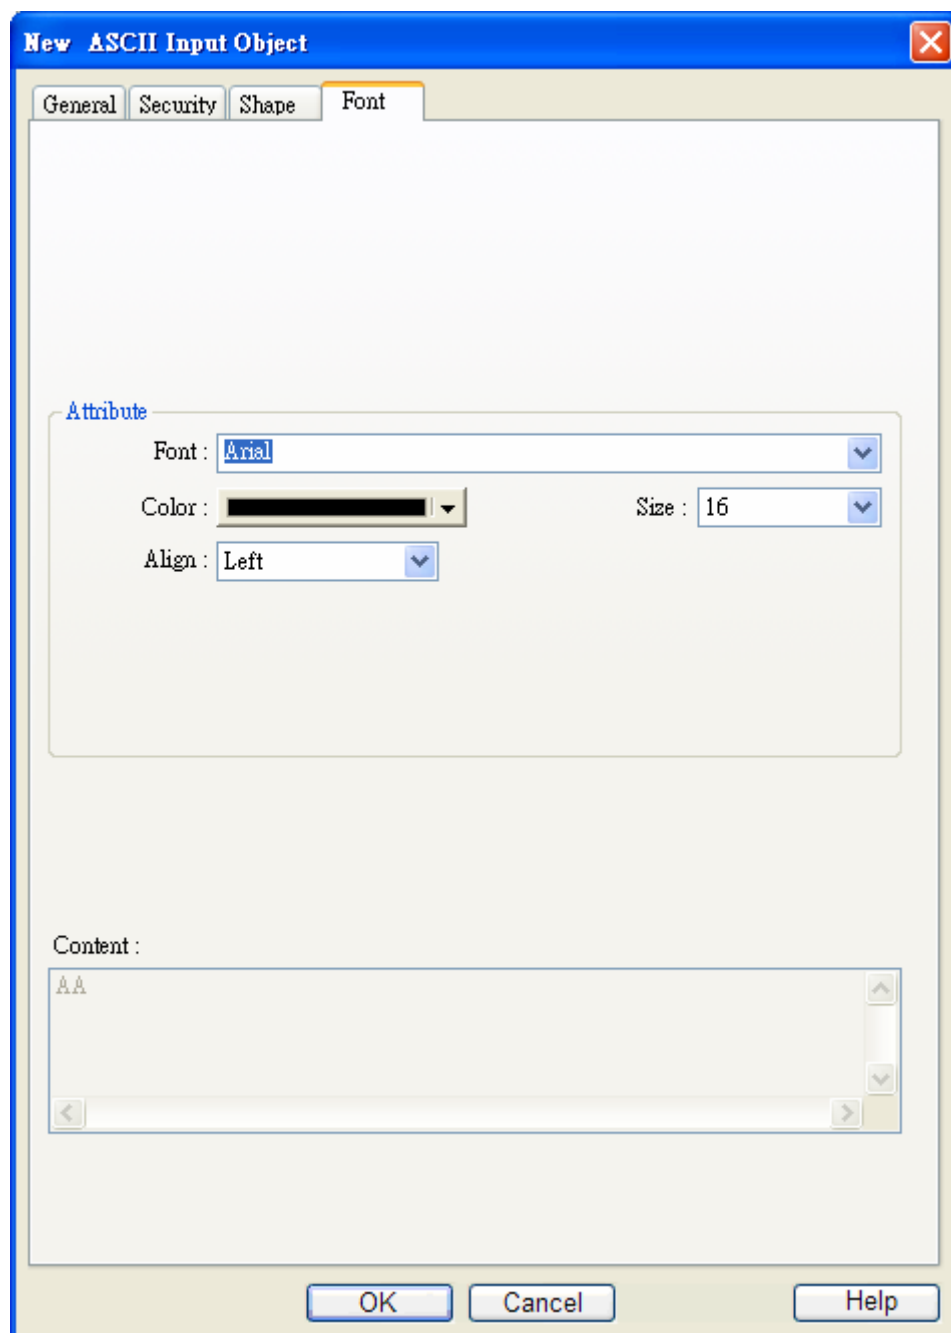 New ASCII Input Object
General Security Shape Font
Attribute
Font : Arial
Color : Size : 16
Align : Left
Content :
AA
OK Cancel Help